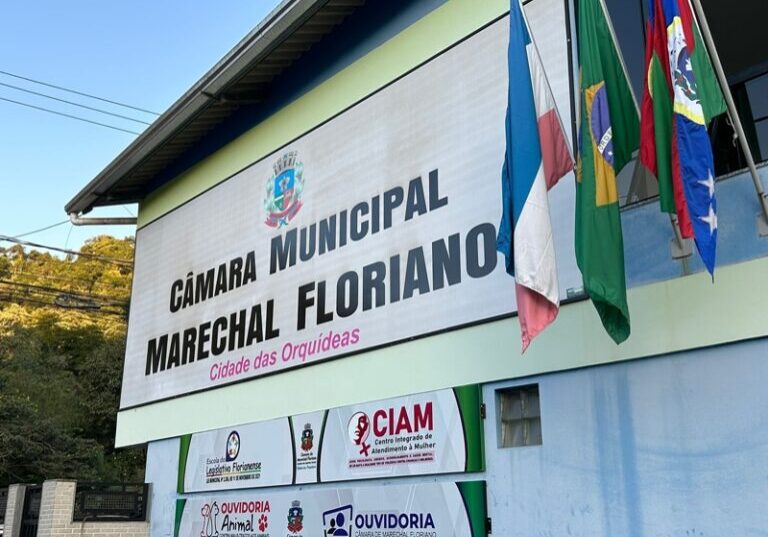 CÂMARA MUNICIPAL
MARECHAL FLORIANO
Cidade das Orquídeas
Escola do
Legislativo Florianense
CIAM
Centro Integrado de
Atendimento à Mulher
OUVIDORIA
Animal
OUVIDORIA
CÂMARA DE MARECHAL FLORIANO